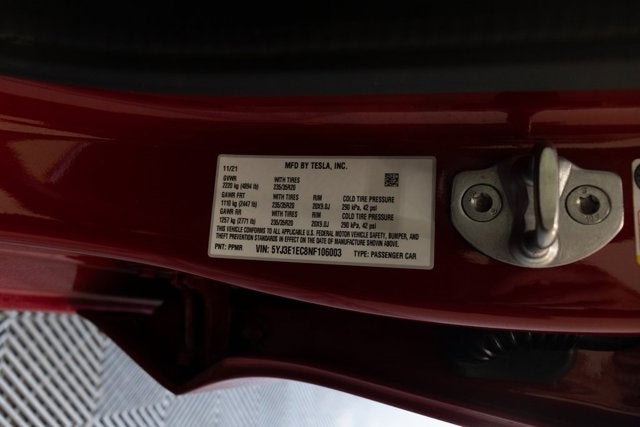 MFD BY TESLA, INC.
11/21
GVWR WITH TIRES
2220 kg (4894 lb) 235/35R20
GAWR FRT WITH TIRES RIM COLD TIRE PRESSURE
1110 kg (2447 lb) 235/35R20 20X9.0J 290 kPa, 42 psi
GAWR RR WITH TIRES RIM COLD TIRE PRESSURE
1257 kg (2771 lb) 235/35R20 20X9.0J 290 kPa, 42 psi
THIS VEHICLE CONFORMS TO ALL APPLICABLE U.S. FEDERAL MOTOR VEHICLE SAFETY, BUMPER, AND
THEFT PREVENTION STANDARDS IN EFFECT ON THE DATE OF MANUFACTURE SHOWN ABOVE.
PNT: PPMR VIN: 5YJ3E1EC8NF106003 TYPE: PASSENGER CAR